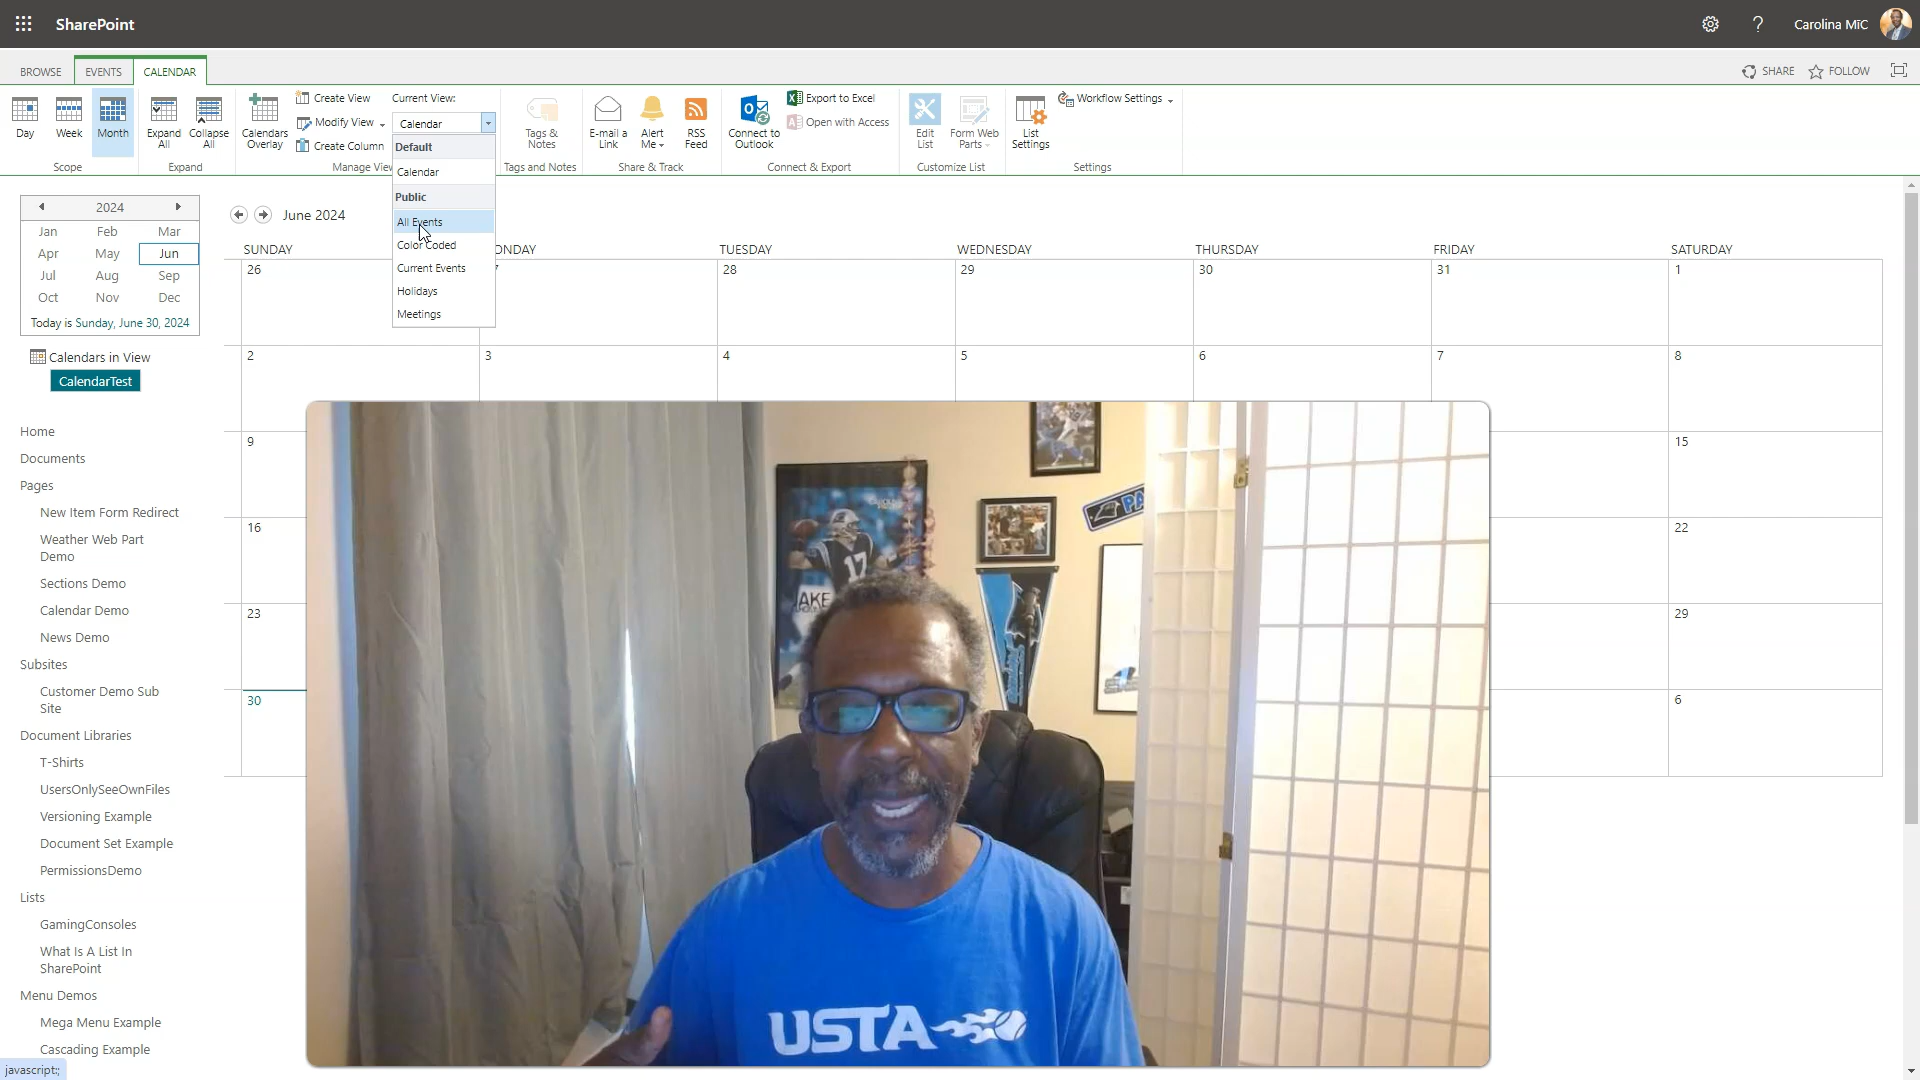 SharePoint
Carolina MIC
BROWSE
EVENTS
CALENDAR
SHARE
FOLLOW
Day
Week
Month
Scope
Expand
All
Collapse
All
Expand
Calendars
Overlay
Create View
Modify View
Create Column
Manage View
Current View:
Calendar
Default
Calendar
Public
All Events
Color Coded
Current Events
Holidays
Meetings
Tags &
Notes
Tags and Notes
E-mail a
Link
Alert
Me
RSS
Feed
Share & Track
Connect to
Outlook
Export to Excel
Open with Access
Connect & Export
Edit
List
Form Web
Parts
Customize List
List
Settings
Workflow Settings
Settings
2024
Jan Feb Mar
Apr May Jun
Jul Aug Sep
Oct Nov Dec
Today is Sunday, June 30, 2024
Calendars in View
CalendarTest
Home
Documents
Pages
New Item Form Redirect
Weather Web Part
Demo
Sections Demo
Calendar Demo
News Demo
Subsites
Customer Demo Sub
Site
Document Libraries
T-Shirts
UsersOnlySeeOwnFiles
Versioning Example
Document Set Example
PermissionsDemo
Lists
GamingConsoles
What Is A List In
SharePoint
Menu Demos
Mega Menu Example
Cascading Example
javascript:;
June 2024
SUNDAY ONDAY TUESDAY WEDNESDAY THURSDAY FRIDAY SATURDAY
26 7 28 29 30 31 1
2 3 4 5 6 7 8
9 15
16 22
23 29
30 6
PA
17
JAKE
USTA